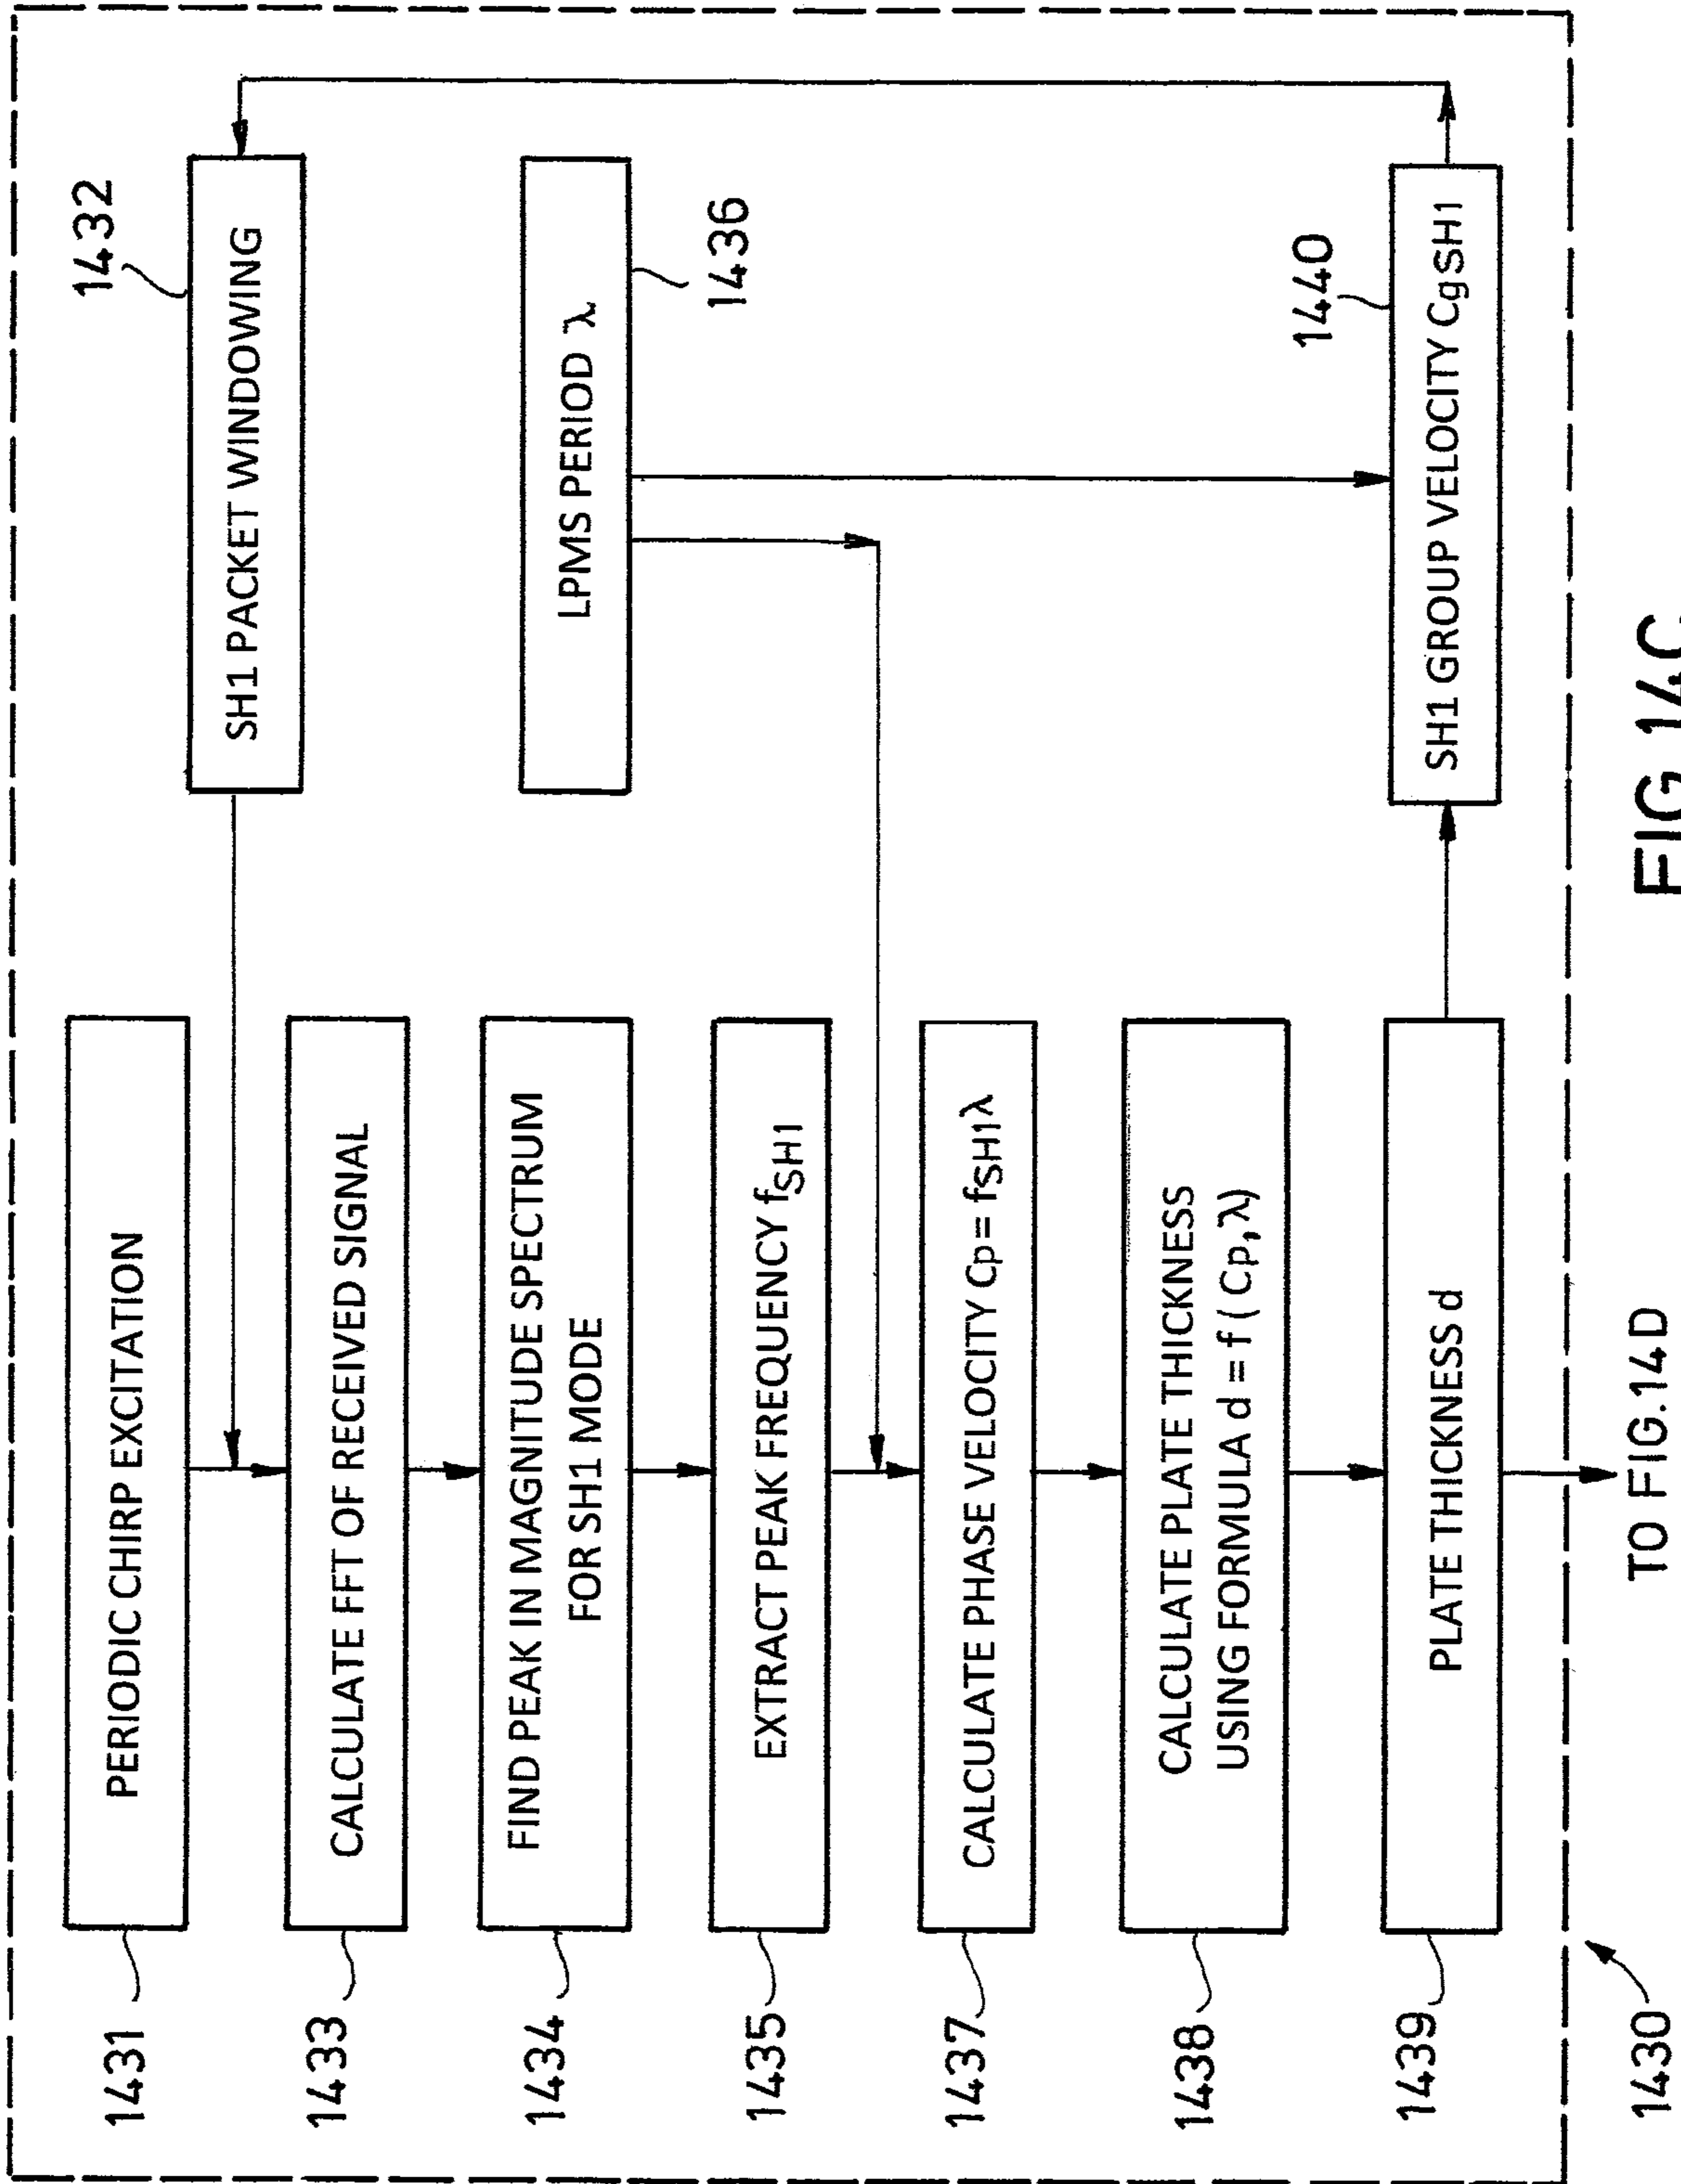 1431
PERIODIC CHIRP EXCITATION
1432
SH1 PACKET WINDOWING
1433
CALCULATE FFT OF RECEIVED SIGNAL
1434
FIND PEAK IN MAGNITUDE SPECTRUM
FOR SH1 MODE
1435
EXTRACT PEAK FREQUENCY fSH1
LPMS PERIOD λ
1436
1437
CALCULATE PHASE VELOCITY Cp= fSH1λ
1438
CALCULATE PLATE THICKNESS
USING FORMULA d = f ( Cp,λ)
1439
PLATE THICKNESS d
1440
SH1 GROUP VELOCITY CgSH1
1430
TO FIG.14D
FIG 14C